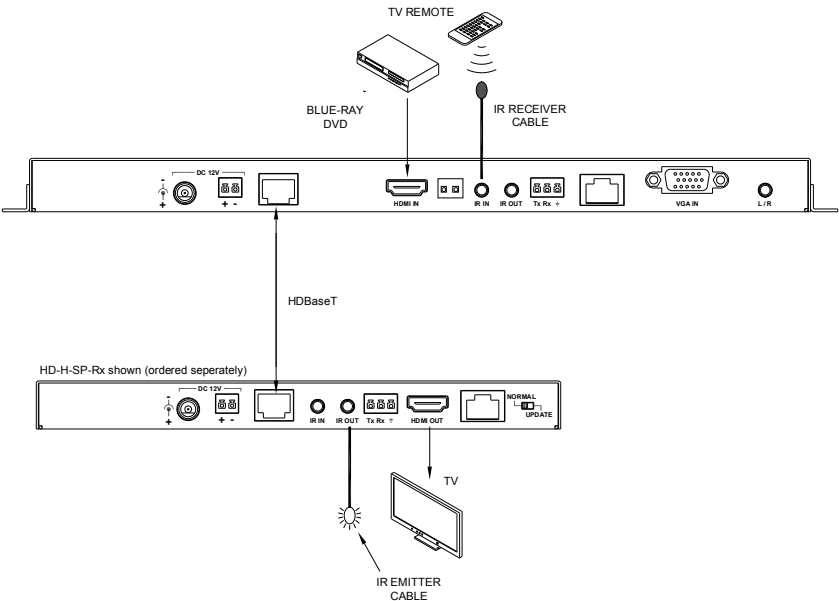 TV REMOTE
BLUE-RAY
DVD
IR RECEIVER
CABLE
- DC 12V
+ + -
HDMI IN IR IN IR OUT Tx Rx VGA IN L / R
HDBaseT
HD-H-SP-Rx shown (ordered seperately)
- DC 12V NORMAL
UPDATE
+ + - IR IN IR OUT Tx Rx HDMI OUT
TV
IR EMITTER
CABLE